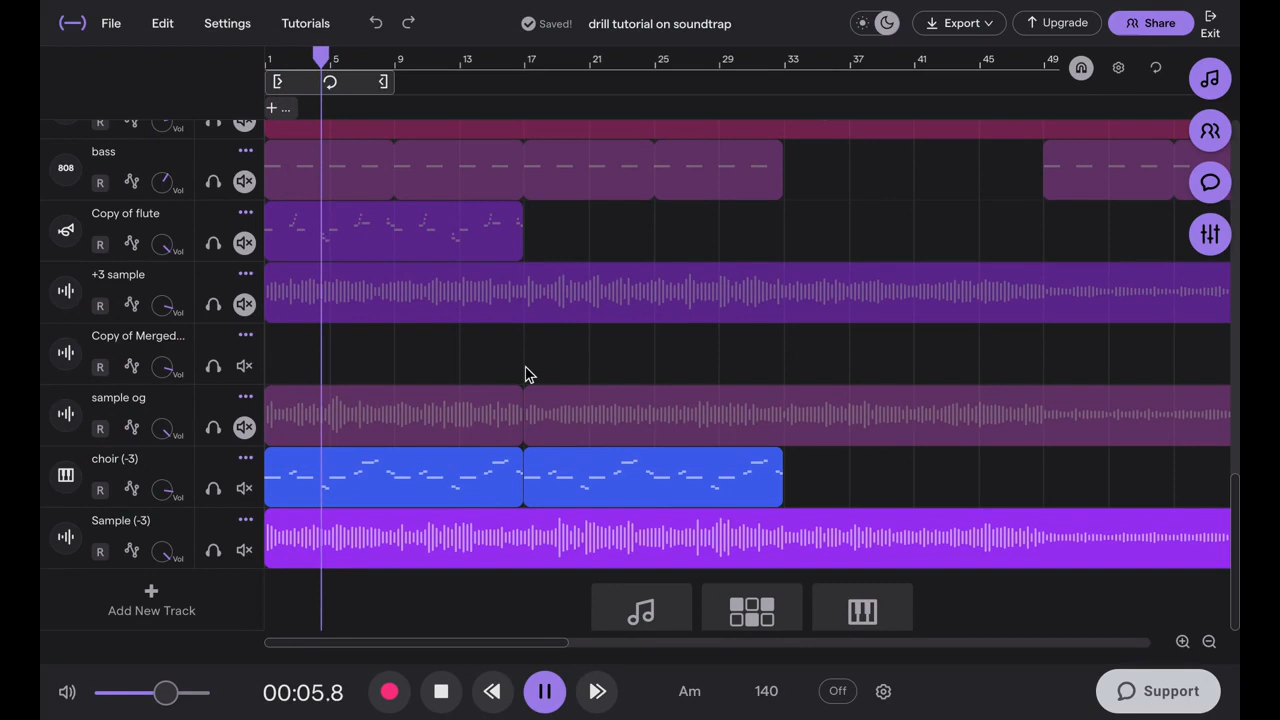 File Edit Settings Tutorials Saved! drill tutorial on soundtrap Export Upgrade Share Exit
1 5 9 13 17 21 25 29 33 37 41 45 49
+ ...
R Vol
808 bass
R Vol
Copy of flute
R Vol
+3 sample
R Vol
Copy of Merged...
R Vol
sample og
R Vol
choir (-3)
R Vol
Sample (-3)
R Vol
Add New Track
00:05.8 Am 140 Off Support